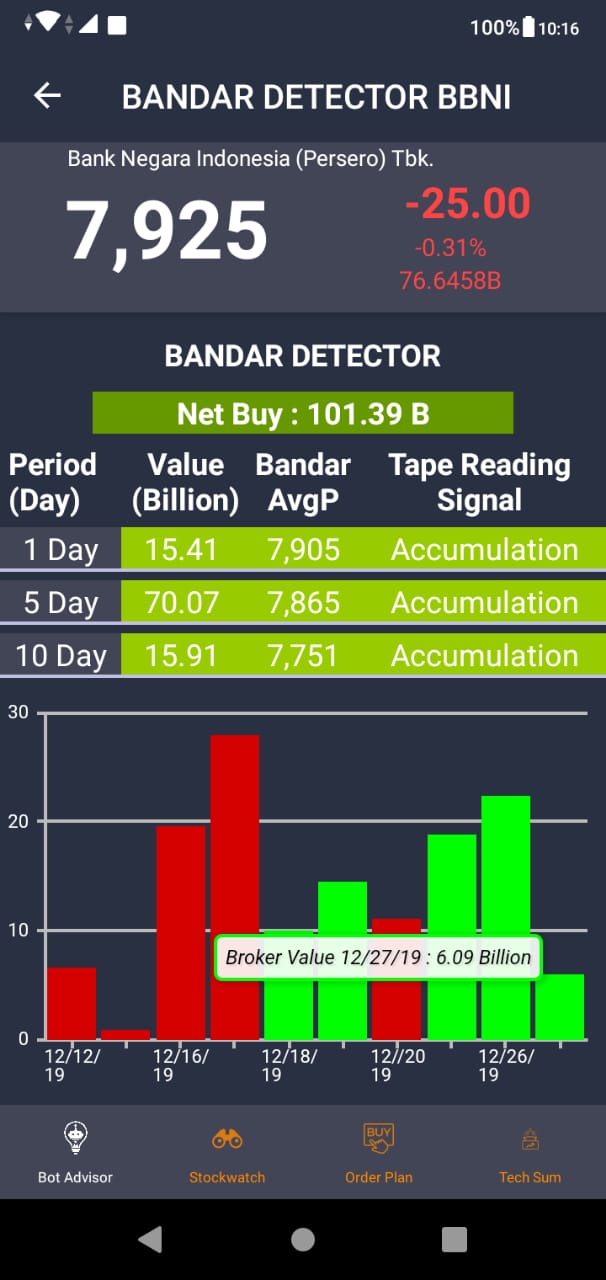 100% 10:16
BANDAR DETECTOR BBNI
Bank Negara Indonesia (Persero) Tbk.
7,925
-25.00
-0.31%
76.6458B
BANDAR DETECTOR
Net Buy : 101.39 B
Period Value Bandar Tape Reading
(Day) (Billion) AvgP Signal
1 Day 15.41 7,905 Accumulation
5 Day 70.07 7,865 Accumulation
10 Day 15.91 7,751 Accumulation
30
20
10
Broker Value 12/27/19 : 6.09 Billion
0
12/12/ 12/16/ 12/18/ 12//20 12/26/
19 19 19 19 19
BUY
Bot Advisor Stockwatch Order Plan Tech Sum